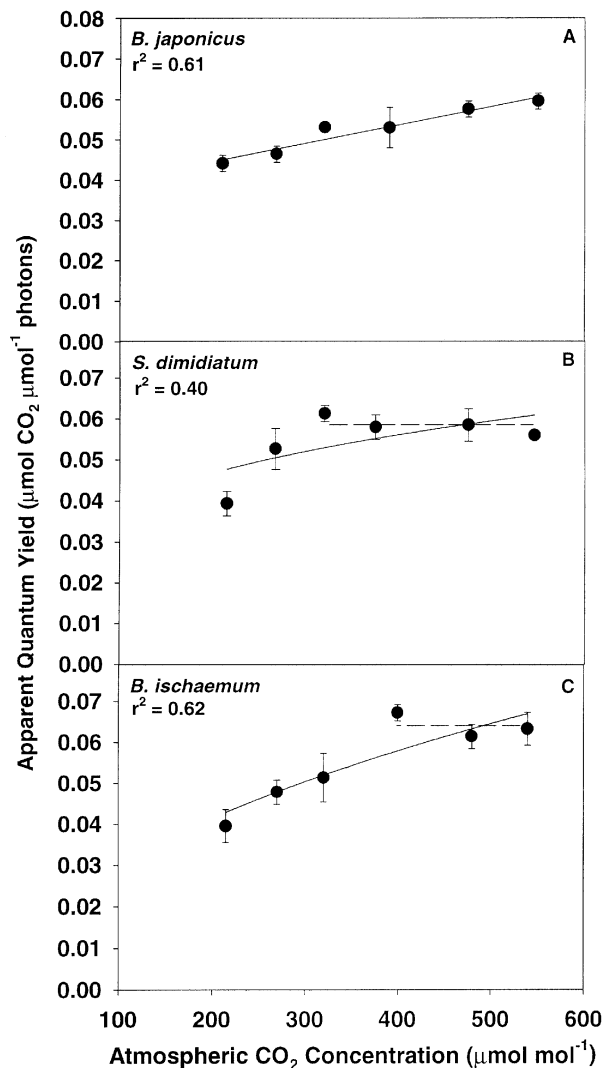 0.08
B. japonicus
A
r² = 0.61
0.07
0.06
0.05
0.04
0.03
0.02
0.01
0.00
S. dimidiatum
B
r² = 0.40
0.07
0.06
0.05
0.04
0.03
0.02
0.01
0.00
B. ischaemum
C
r² = 0.62
0.07
0.06
0.05
0.04
0.03
0.02
0.01
0.00
100 200 300 400 500 600
Atmospheric CO₂ Concentration (μmol mol⁻¹)
Apparent Quantum Yield (μmol CO₂ μmol⁻¹ photons)